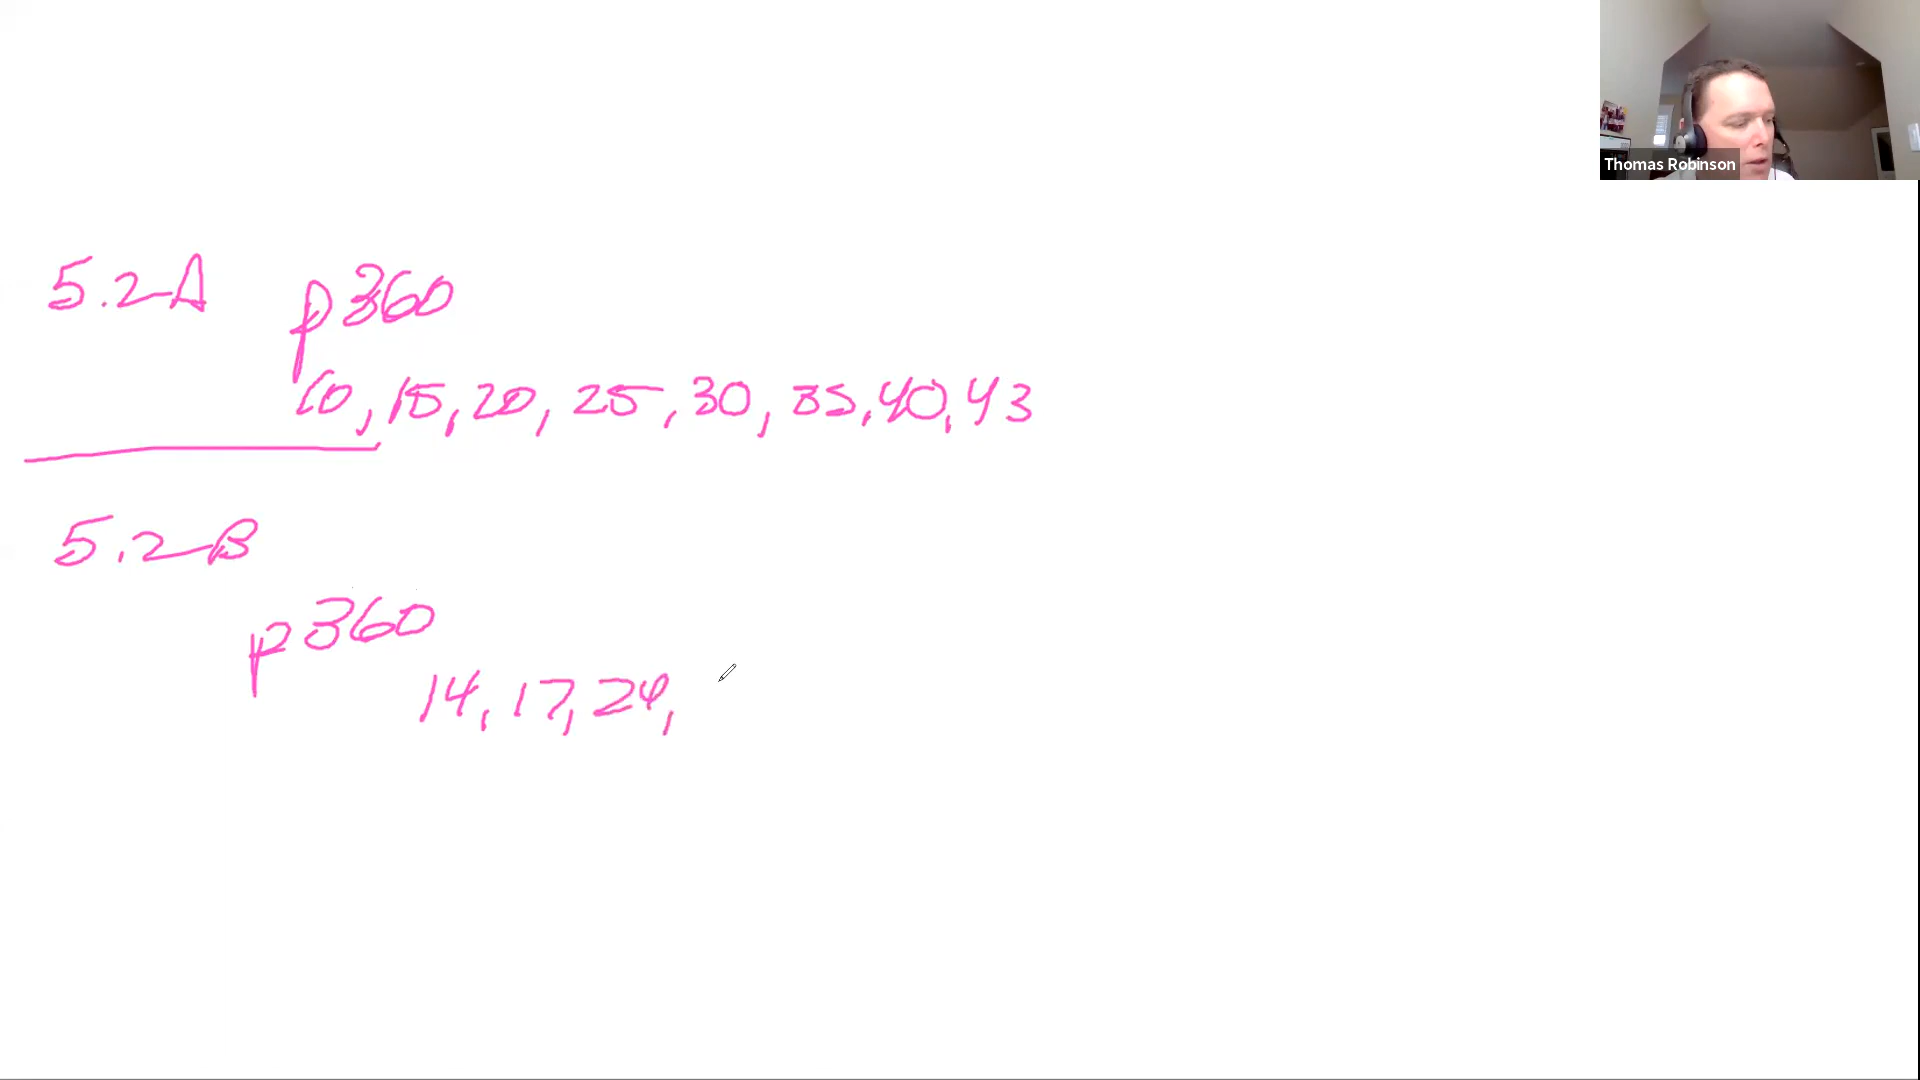 Thomas Robinson
5.2A p360
10, 15, 20, 25, 30, 35, 40, 43
5.2B
p360
14, 17, 24,